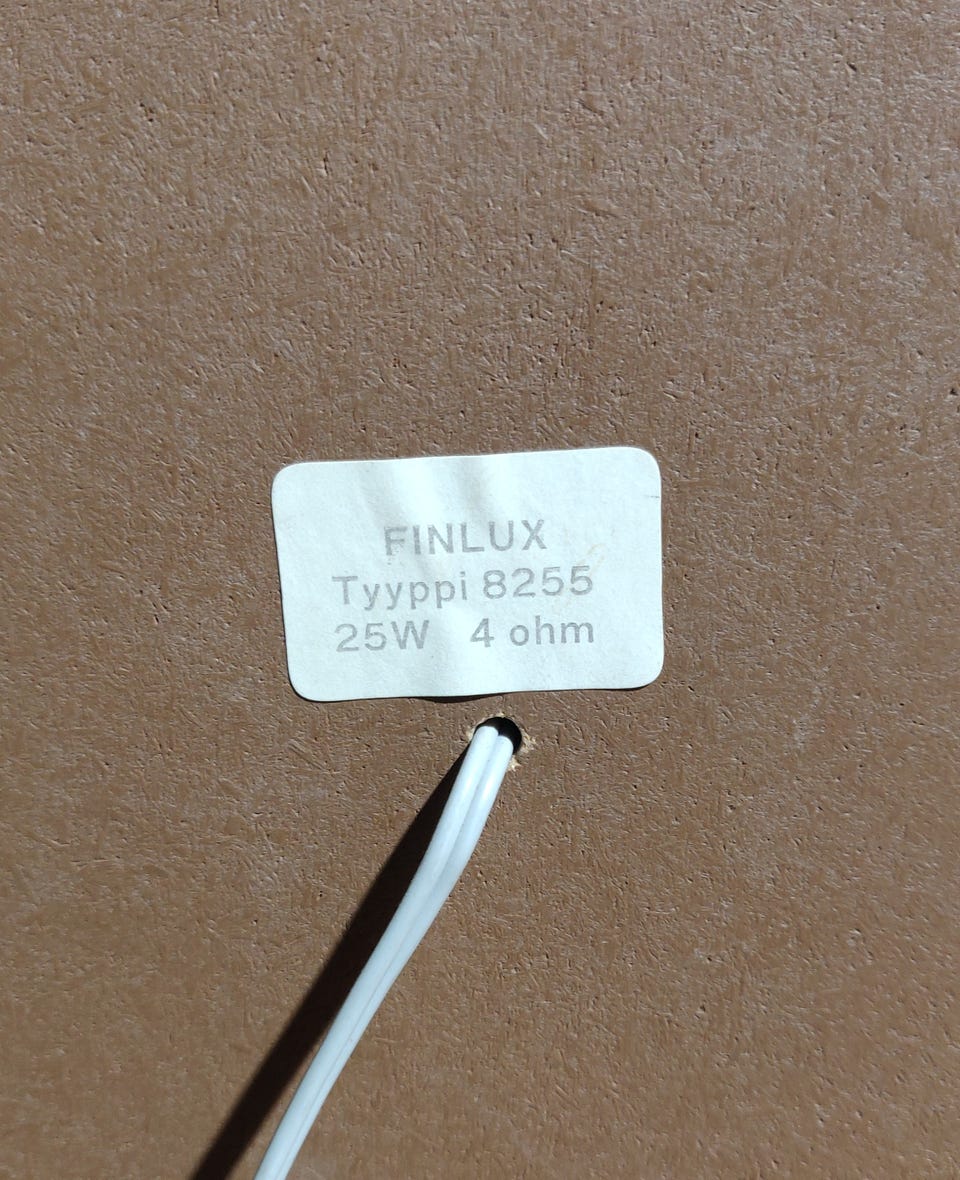 FINLUX
Tyyppi 8255
25W 4 ohm